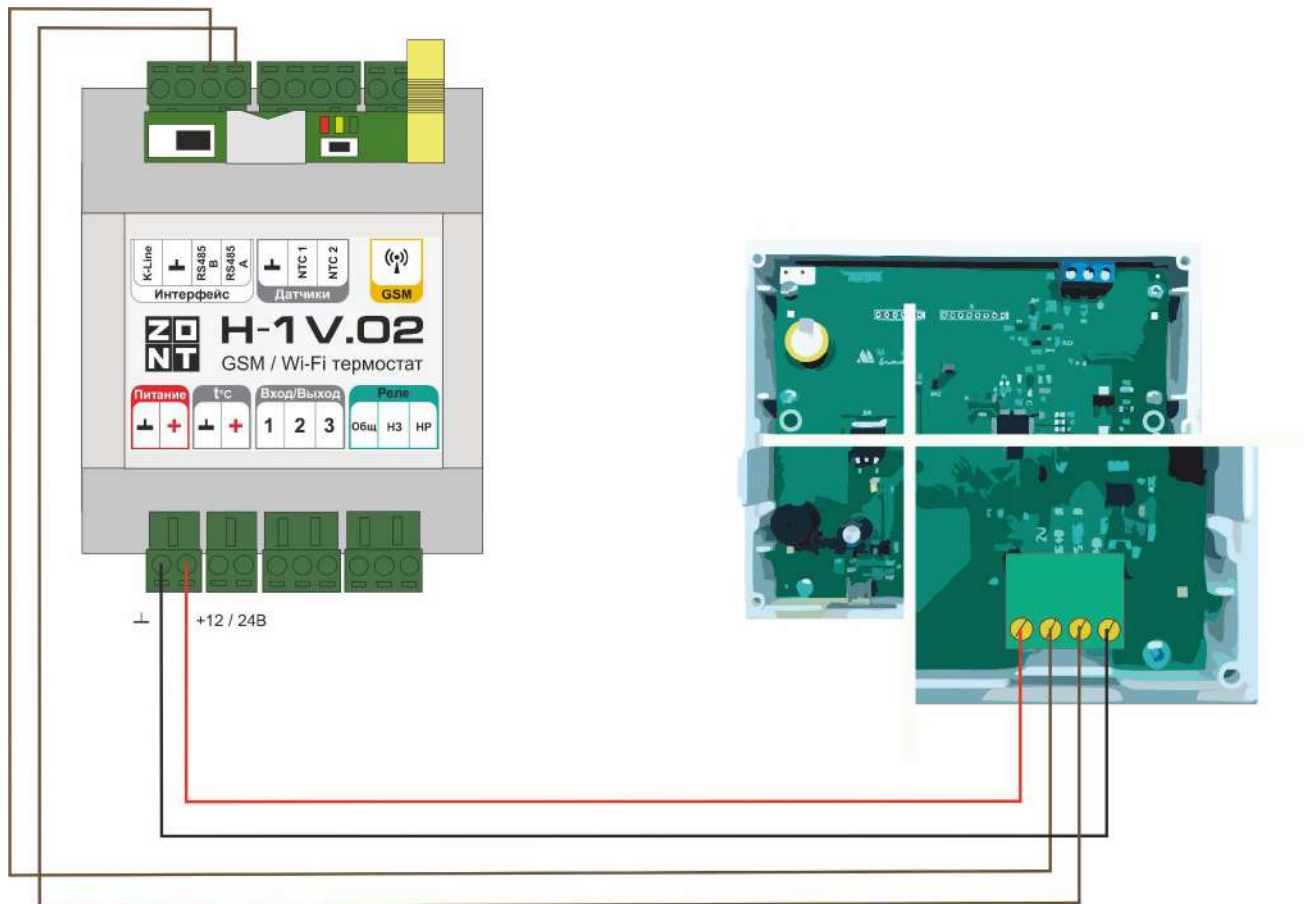 K-Line
RS485 B
RS485 A
NTC 1
NTC 2
Интерфейс
Датчики
GSM
ZONT
H-1V.02
GSM / Wi-Fi термостат
Питание
t°C
Вход/Выход
Реле
+
+
1
2
3
Общ
НЗ
НР
+12 / 24В